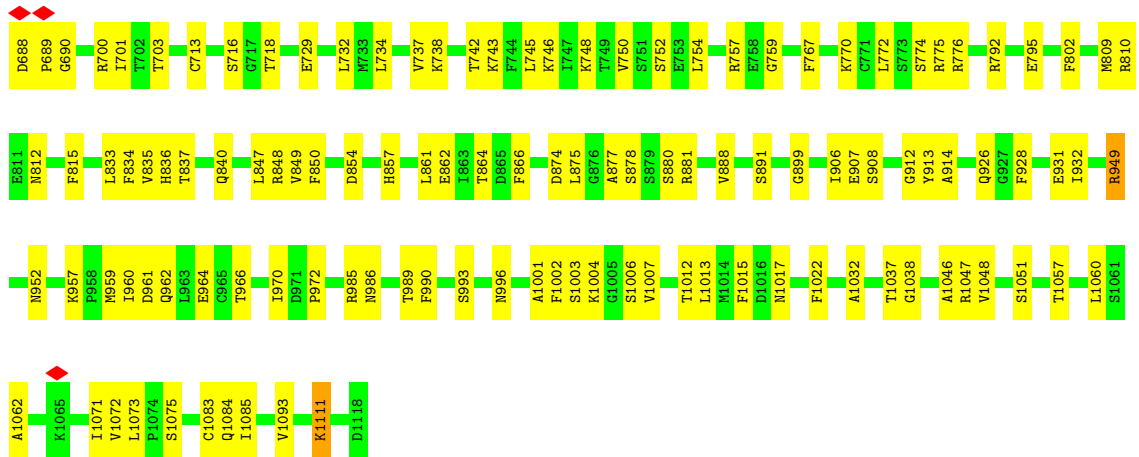 D688 P689 G690 R700 I701 T702 T703 C713 S716 G717 T718 E729 L732 M733 L734 V737 K738 T742 K743 F744 L745 K746 I747 K748 T749 V750 S751 S752 E753 L754 R757 E758 G759 F767 K770 C771 L772 S773 S774 R775 R776 R792 E795 F802 M809 R810
E811 N812 F815 L833 F834 V835 H836 T837 Q840 L847 R848 V849 F850 D854 H857 L861 E862 I863 T864 D865 F866 D874 L875 G876 A877 S878 S879 S880 R881 V888 S891 G899 I906 E907 S908 G912 Y913 A914 Q926 G927 F928 E931 I932 R949
N952 K957 P958 M959 I960 D961 Q962 L963 E964 C965 T966 I970 D971 P972 R985 N986 T989 F990 S993 N996 A1001 F1002 S1003 K1004 G1005 S1006 V1007 T1012 L1013 M1014 F1015 D1016 N1017 F1022 A1032 T1037 G1038 A1046 R1047 V1048 S1051 T1057 L1060 S1061
A1062 K1065 I1071 V1072 L1073 P1074 S1075 C1083 Q1084 I1085 V1093 K1111 D1118